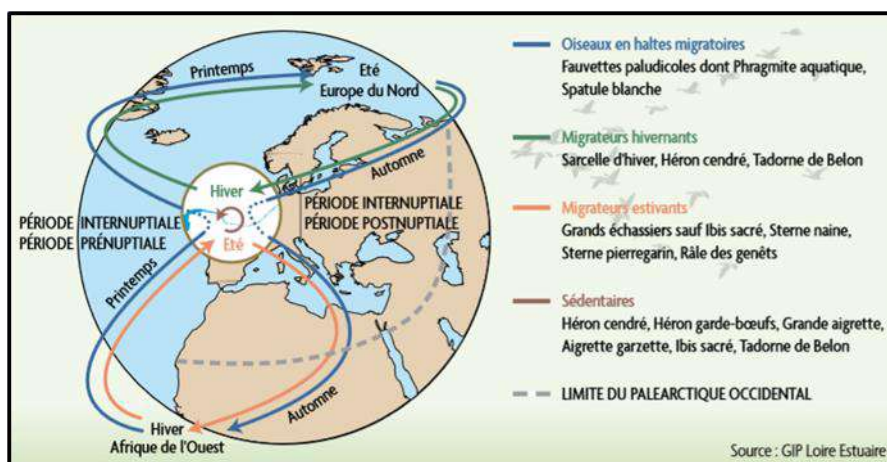 Printemps
Eté
Europe du Nord
Automne
Hiver
Eté
PÉRIODE INTERNUPTIALE
PÉRIODE PRÉNUPTIALE
PÉRIODE INTERNUPTIALE
PÉRIODE POSTNUPTIALE
Printemps
Automne
Hiver
Afrique de l'Ouest
Oiseaux en haltes migratoires
Fauvettes paludicoles dont Phragmite aquatique,
Spatule blanche
Migrateurs hivernants
Sarcelle d'hiver, Héron cendré, Tadorne de Belon
Migrateurs estivants
Grands échassiers sauf Ibis sacré, Sterne naine,
Sterne pierregarin, Râle des genêts
Sédentaires
Héron cendré, Héron garde-bœufs, Grande aigrette,
Aigrette garzette, Ibis sacré, Tadorne de Belon
LIMITE DU PALEARCTIQUE OCCIDENTAL
Source : GIP Loire Estuaire